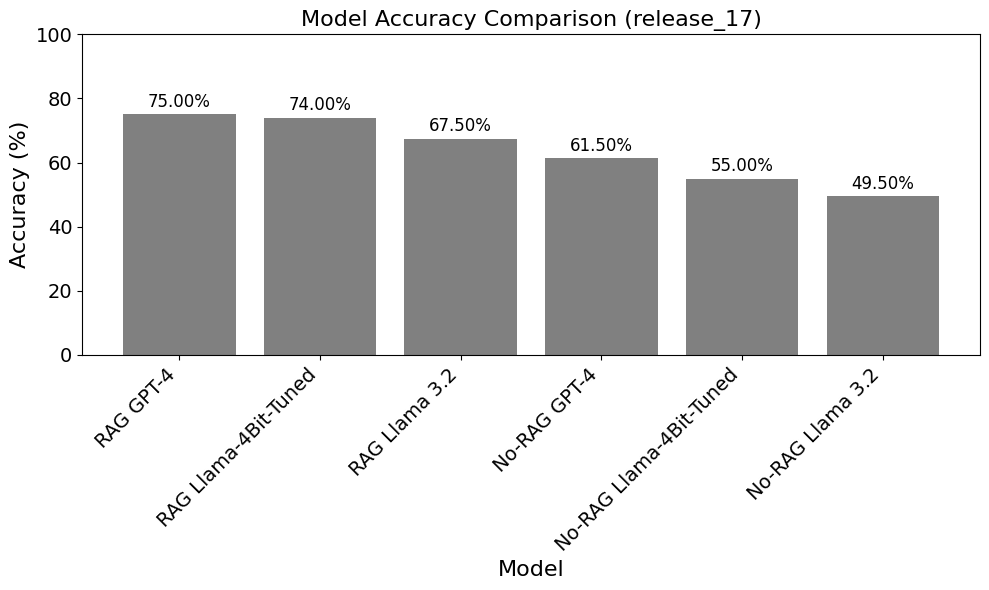 Model Accuracy Comparison (release_17)
Accuracy (%)
100
80
60
40
20
0
75.00%
74.00%
67.50%
61.50%
55.00%
49.50%
RAG GPT-4
RAG Llama-4Bit-Tuned
RAG Llama 3.2
No-RAG GPT-4
No-RAG Llama-4Bit-Tuned
No-RAG Llama 3.2
Model